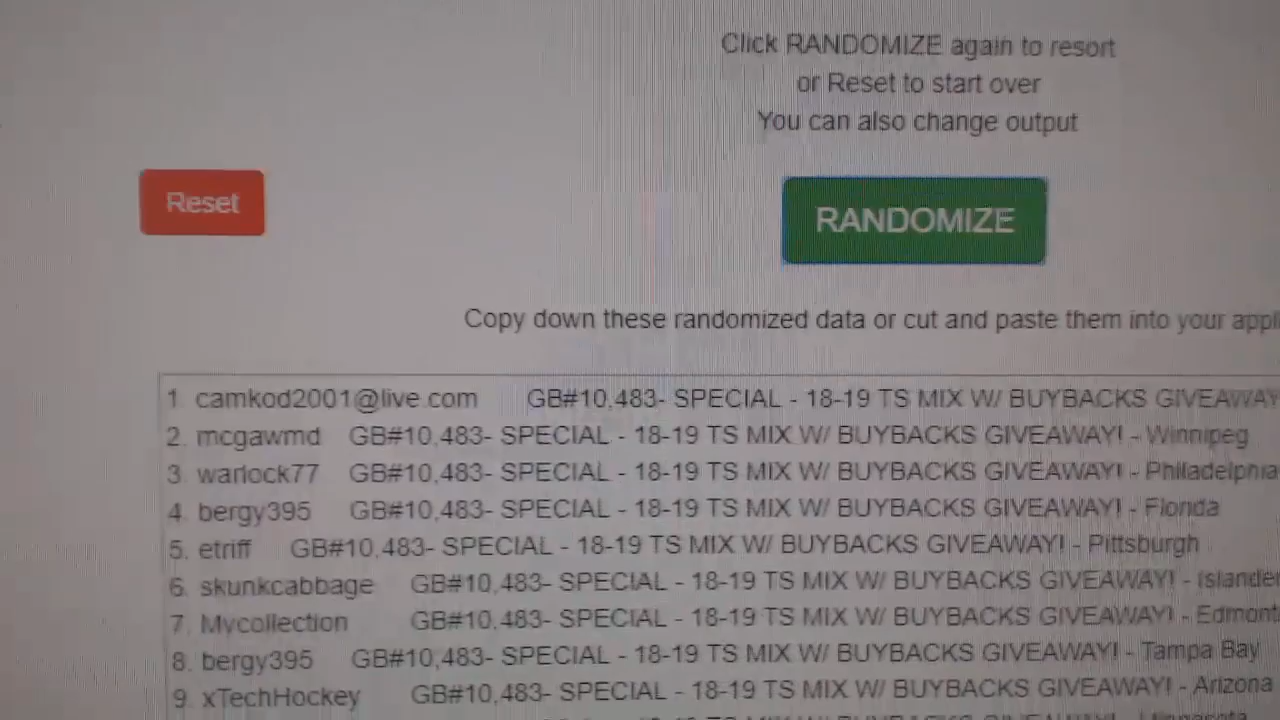 Click RANDOMIZE again to resort
or Reset to start over
You can also change output
Reset
RANDOMIZE
Copy down these randomized data or cut and paste them into your appl
1. camkod2001@live.com GB#10,483- SPECIAL - 18-19 TS MIX W/ BUYBACKS GIVEAWAY
2. mcgawmd GB#10,483- SPECIAL - 18-19 TS MIX W/ BUYBACKS GIVEAWAY! - Winnipeg
3. warlock77 GB#10,483- SPECIAL - 18-19 TS MIX W/ BUYBACKS GIVEAWAY! - Philadelphia
4. bergy395 GB#10,483- SPECIAL - 18-19 TS MIX W/ BUYBACKS GIVEAWAY! - Florida
5. etriff GB#10,483- SPECIAL - 18-19 TS MIX W/ BUYBACKS GIVEAWAY! - Pittsburgh
6. skunkcabbage GB#10,483- SPECIAL - 18-19 TS MIX W/ BUYBACKS GIVEAWAY! - Islander
7. Mycollection GB#10,483- SPECIAL - 18-19 TS MIX W/ BUYBACKS GIVEAWAY! - Edmont
8. bergy395 GB#10,483- SPECIAL - 18-19 TS MIX W/ BUYBACKS GIVEAWAY! - Tampa Bay
9. xTechHockey GB#10,483- SPECIAL - 18-19 TS MIX W/ BUYBACKS GIVEAWAY! - Arizona